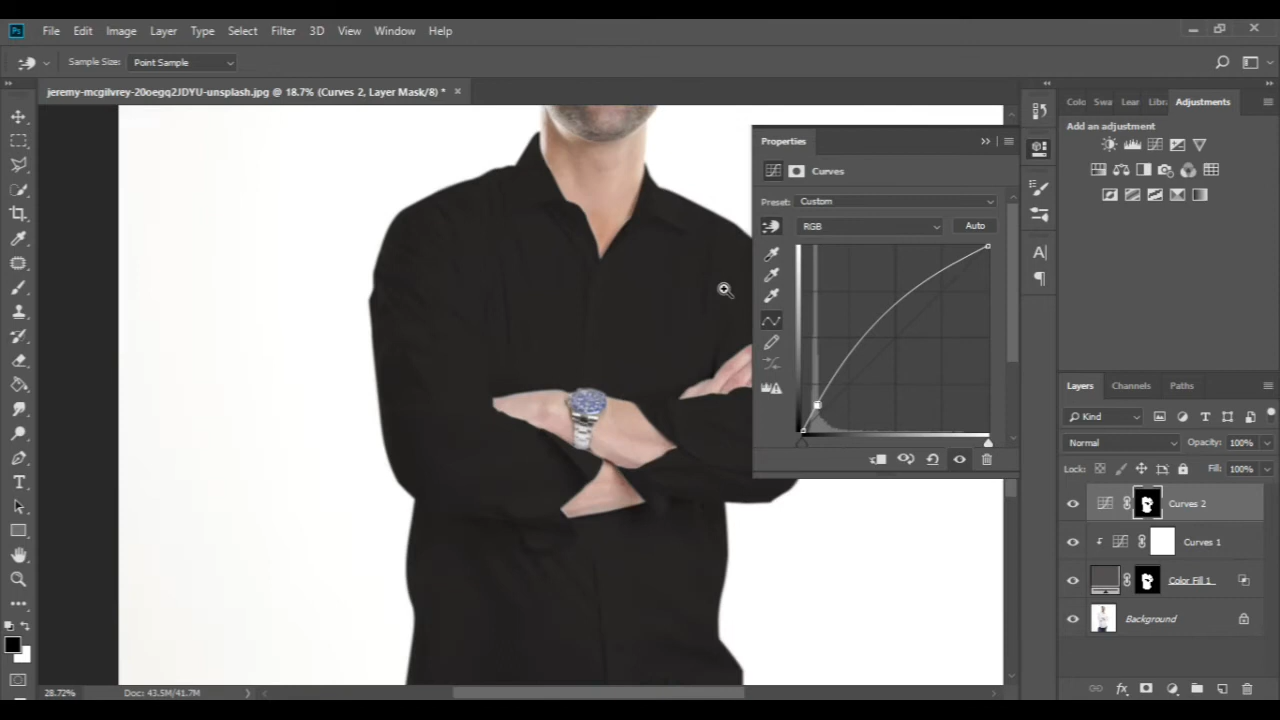 Ps File Edit Image Layer Type Select Filter 3D View Window Help
Sample Size: Point Sample
jeremy-mcgilvrey-20oegq2JDYU-unsplash.jpg @ 18.7% (Curves 2, Layer Mask/8) *
Colo Swa Lear Libr Adjustments
Add an adjustment
Properties
Curves
Preset: Custom
RGB Auto
Layers Channels Paths
Kind
Normal Opacity: 100%
Lock: Fill: 100%
Curves 2
Curves 1
Color Fill 1
Background
28.72% Doc: 43.5M/41.7M